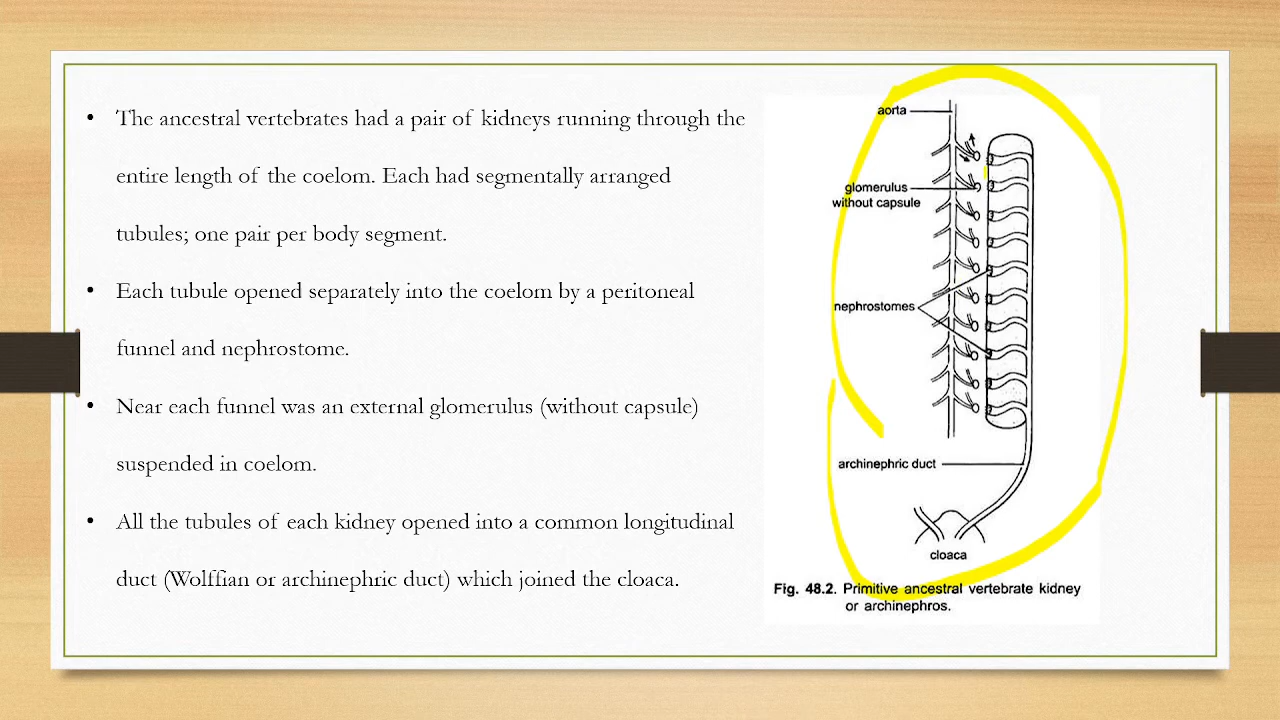 • The ancestral vertebrates had a pair of kidneys running through the
entire length of the coelom. Each had segmentally arranged
tubules; one pair per body segment.
• Each tubule opened separately into the coelom by a peritoneal
funnel and nephrostome.
• Near each funnel was an external glomerulus (without capsule)
suspended in coelom.
• All the tubules of each kidney opened into a common longitudinal
duct (Wolffian or archinephric duct) which joined the cloaca.
aorta
glomerulus
without capsule
nephrostomes
archinephric duct
cloaca
Fig. 48.2. Primitive ancestral vertebrate kidney
or archinephros.